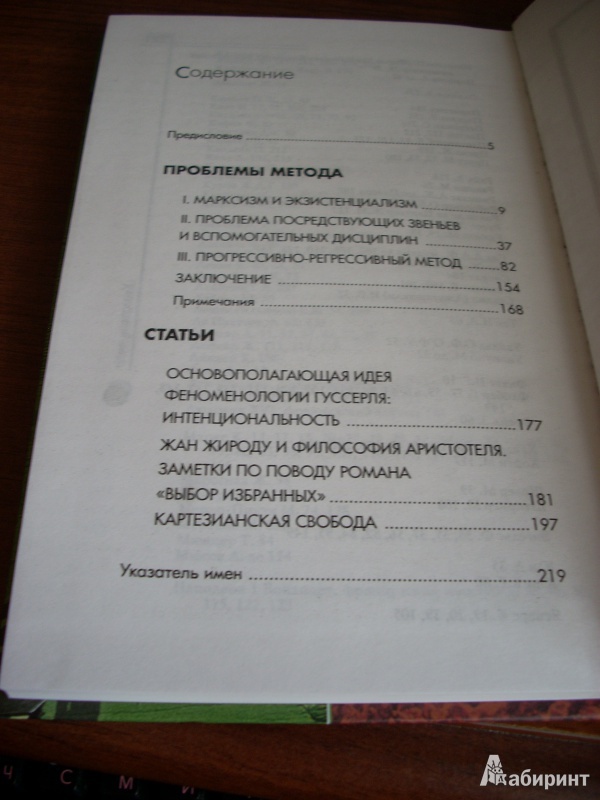 Содержание
Предисловие 5
ПРОБЛЕМЫ МЕТОДА
I. МАРКСИЗМ И ЭКЗИСТЕНЦИАЛИЗМ 9
II. ПРОБЛЕМА ПОСРЕДСТВУЮЩИХ ЗВЕНЬЕВ
И ВСПОМОГАТЕЛЬНЫХ ДИСЦИПЛИН 37
III. ПРОГРЕССИВНО-РЕГРЕССИВНЫЙ МЕТОД 82
ЗАКЛЮЧЕНИЕ 154
Примечания 168
СТАТЬИ
ОСНОВОПОЛАГАЮЩАЯ ИДЕЯ
ФЕНОМЕНОЛОГИИ ГУССЕРЛЯ:
ИНТЕНЦИОНАЛЬНОСТЬ 177
ЖАН ЖИРОДУ И ФИЛОСОФИЯ АРИСТОТЕЛЯ.
ЗАМЕТКИ ПО ПОВОДУ РОМАНА
«ВЫБОР ИЗБРАННЫХ» 181
КАРТЕЗИАНСКАЯ СВОБОДА 197
Указатель имен 219
Ч С М И
Лабиринт